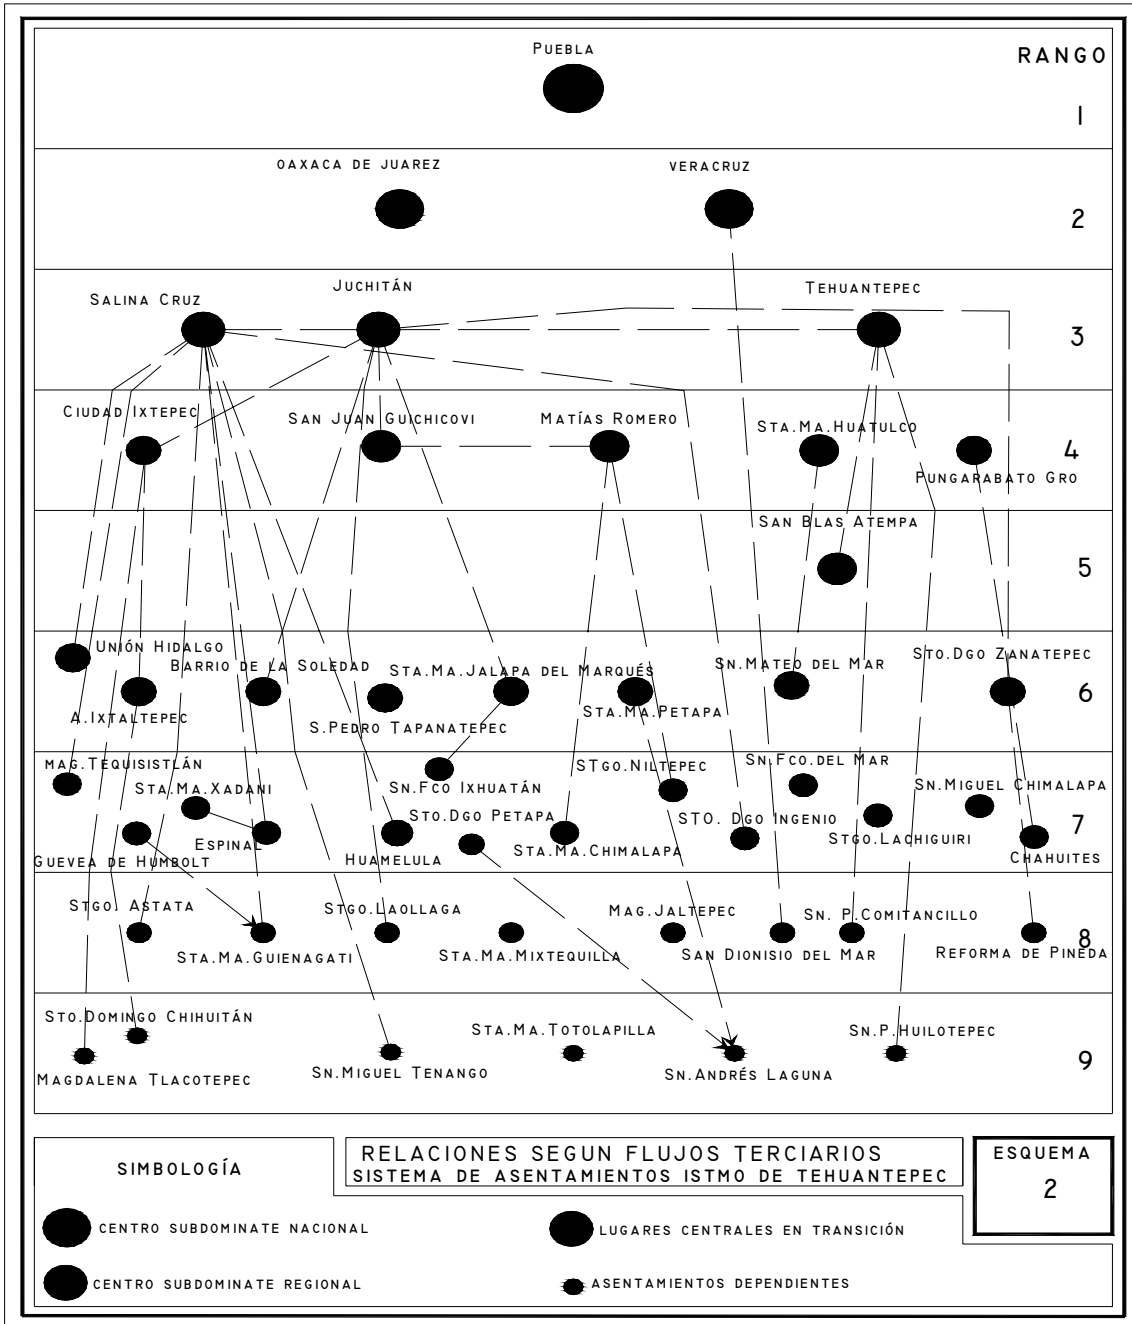 PUEBLA
RANGO
1
OAXACA DE JUAREZ
VERACRUZ
2
SALINA CRUZ
JUCHITÁN
TEHUANTEPEC
3
CIUDAD IXTEPEC
SAN JUAN GUICHICOVI
MATÍAS ROMERO
STA.MA.HUATULCO
PUNGARABATO GRO
4
SAN BLAS ATEMPA
5
UNIÓN HIDALGO
BARRIO DE LA SOLEDAD
STA.MA.JALAPA DEL MARQUÉS
SN.MATEO DEL MAR
STO.DGO ZANATEPEC
A.IXTALTEPEC
S.PEDRO TAPANATEPEC
STA.MA.PETAPA
6
MAG.TEQUISISTLÁN
STA.MA.XADANI
SN.FCO IXHUATÁN
STGO.NILTEPEC
SN.FCO.DEL MAR
SN.MIGUEL CHIMALAPA
STO.DGO PETAPA
STO. DGO INGENIO
7
GUEVEA DE HUMBOLT
ESPINAL
HUAMELULA
STA.MA.CHIMALAPA
STGO.LACHIGUIRI
CHAHUITES
STGO. ASTATA
STGO.LAOLLAGA
MAG.JALTEPEC
SN. P.COMITANCILLO
8
STA.MA.GUIENAGATI
STA.MA.MIXTEQUILLA
SAN DIONISIO DEL MAR
REFORMA DE PINEDA
STO.DOMINGO CHIHUITÁN
STA.MA.TOTOLAPILLA
SN.P.HUILOTEPEC
9
MAGDALENA TLACOTEPEC
SN.MIGUEL TENANGO
SN.ANDRÉS LAGUNA
SIMBOLOGÍA
RELACIONES SEGUN FLUJOS TERCIARIOS
SISTEMA DE ASENTAMIENTOS ISTMO DE TEHUANTEPEC
ESQUEMA
2
CENTRO SUBDOMINATE NACIONAL
LUGARES CENTRALES EN TRANSICIÓN
CENTRO SUBDOMINATE REGIONAL
ASENTAMIENTOS DEPENDIENTES